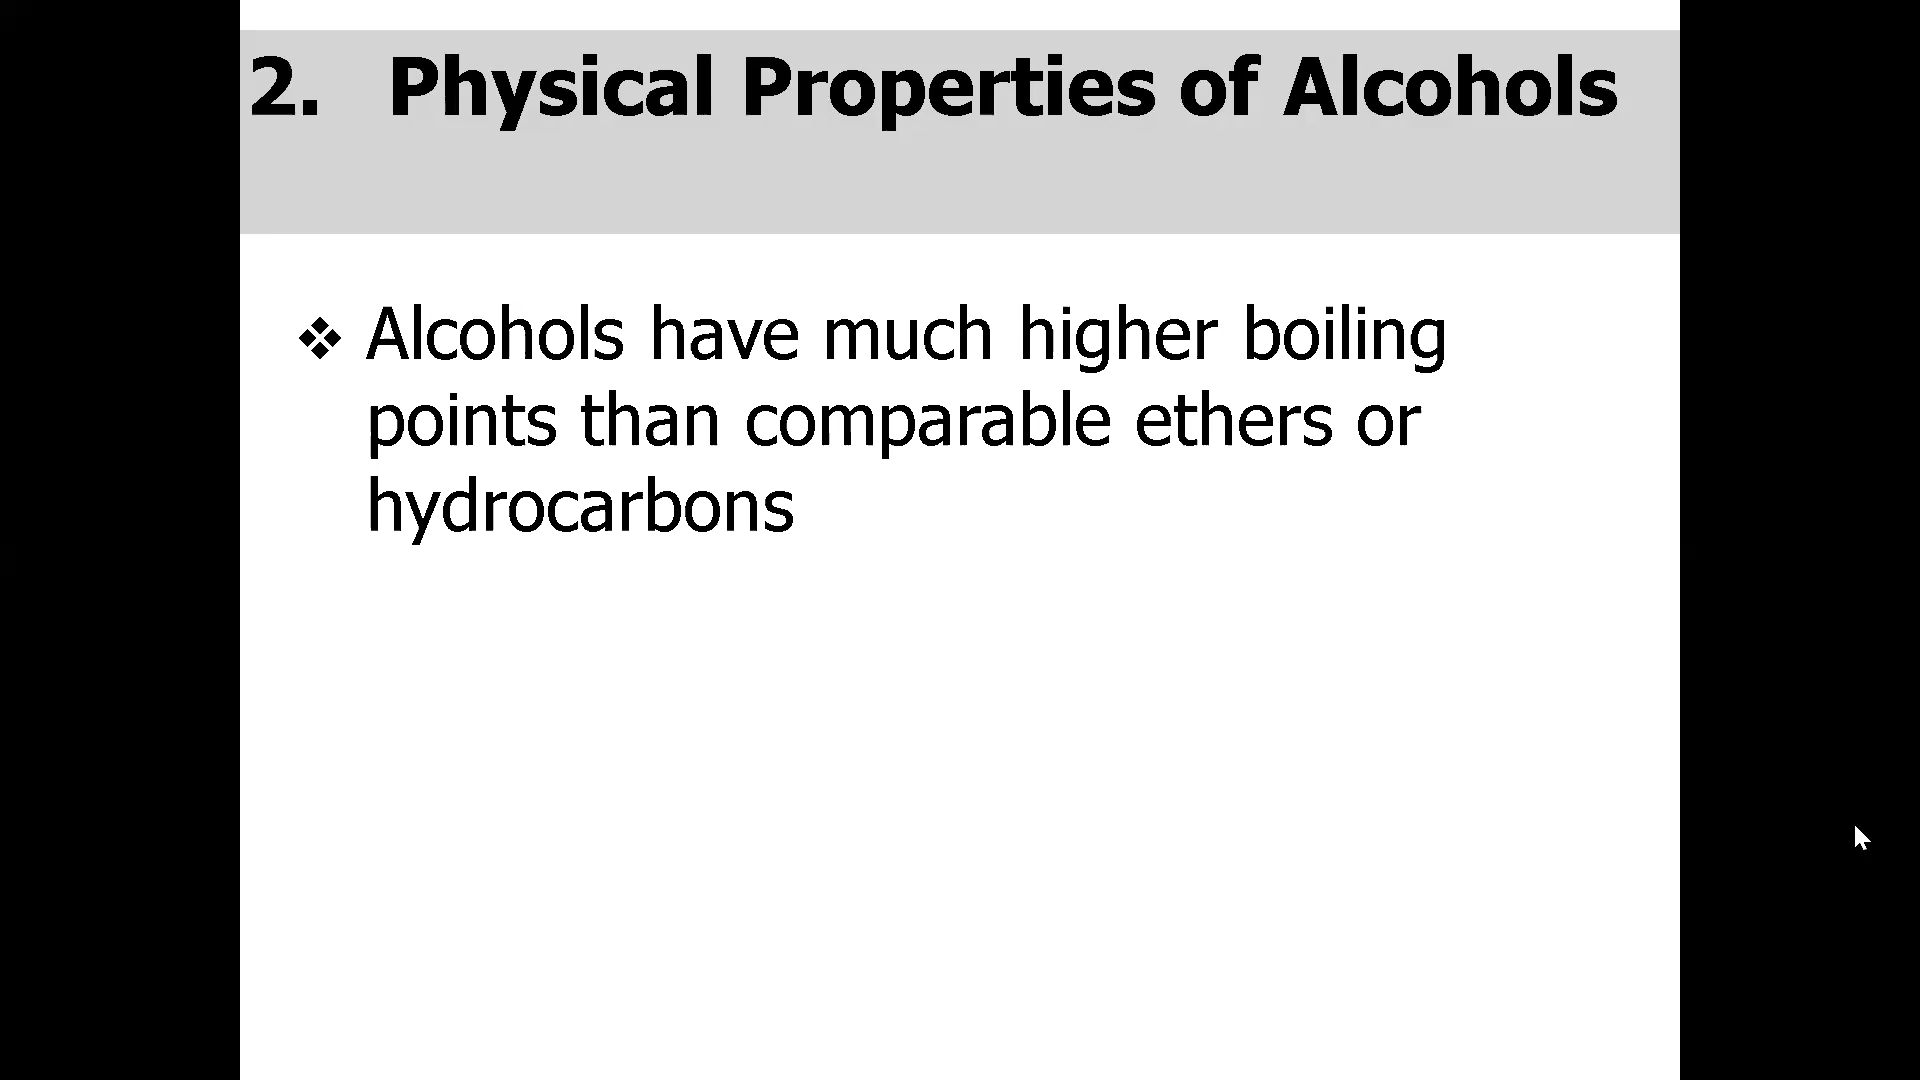 2. Physical Properties of Alcohols
❖ Alcohols have much higher boiling
points than comparable ethers or
hydrocarbons